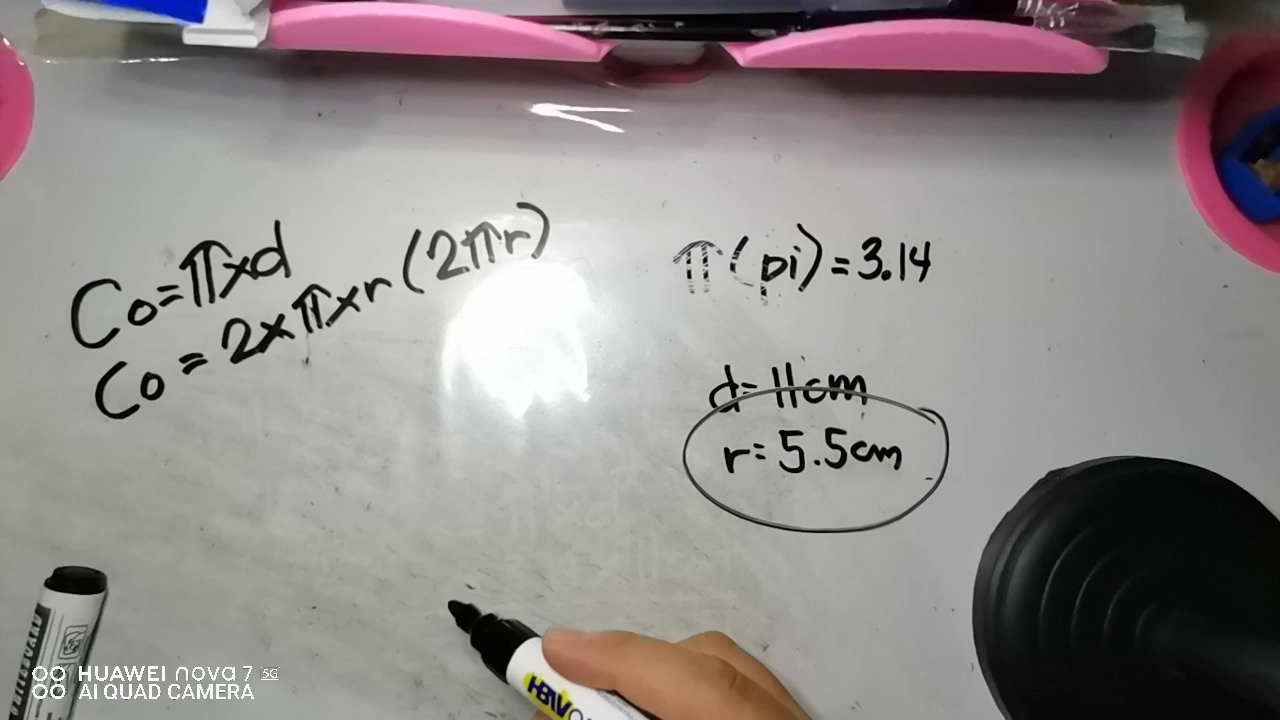 Co=π×d
Co=2×π×r(2πr)
π(pi)=3.14
d=11cm
r=5.5cm
HUAWEI nova 7 5G
AI QUAD CAMERA